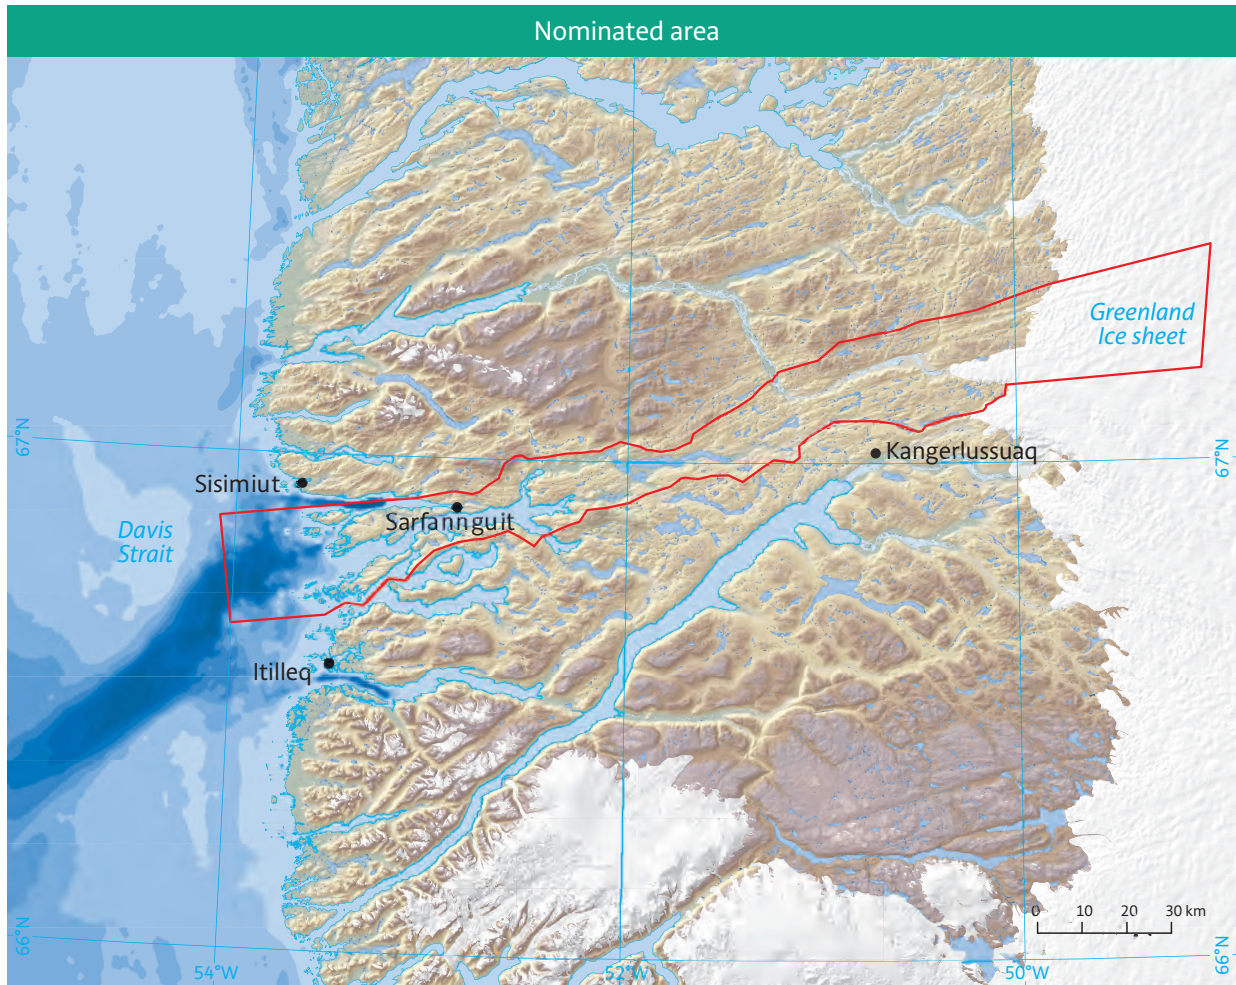 Nominated area
Greenland
Ice sheet
67°N
67°N
Kangerlussuaq
Sisimiut
Sarfannguit
Davis
Strait
Itilleq
0 10 20 30 km
66°N
66°N
54°W
52°W
50°W